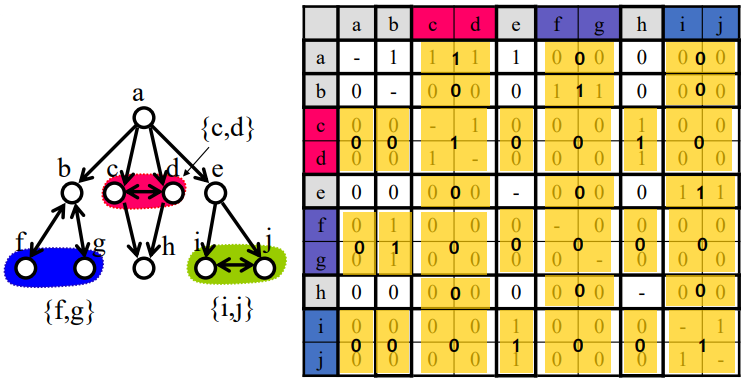 a
{c,d}
b c d e
f g h i j
{f,g} {i,j}
a b c d e f g h i j
a - 1 1 1 1 1 0 0 0 0 0 0 0
b 0 - 0 0 0 0 1 1 1 0 0 0 0
c 0 0 - 1 0 0 0 1 0 0
0 0 1 0 0 1 0
d 0 0 1 - 0 0 0 1 0 0
e 0 0 0 0 0 - 0 0 0 0 1 1 1
f 0 1 0 0 0 - 0 0 0 0
0 1 0 0 0 0 0
g 0 1 0 0 0 0 - 0 0 0
h 0 0 0 0 0 0 0 0 0 - 0 0 0
i 0 0 0 0 1 0 0 0 - 1
0 0 0 1 0 0 1
j 0 0 0 0 1 0 0 0 1 -